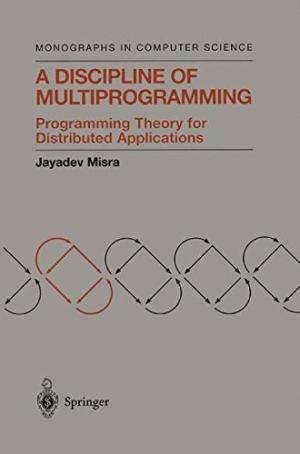 MONOGRAPHS IN COMPUTER SCIENCE
A DISCIPLINE OF
MULTIPROGRAMMING
Programming Theory for
Distributed Applications
Jayadev Misra
Springer